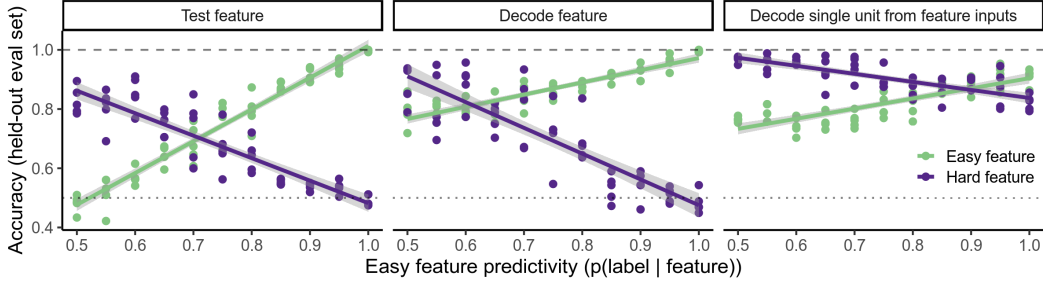 Test feature
Decode feature
Decode single unit from feature inputs
Accuracy (held-out eval set)
1.0
0.8
0.6
0.4
Easy feature
Hard feature
0.5 0.6 0.7 0.8 0.9 1.0
0.5 0.6 0.7 0.8 0.9 1.0
0.5 0.6 0.7 0.8 0.9 1.0
Easy feature predictivity (p(label | feature))